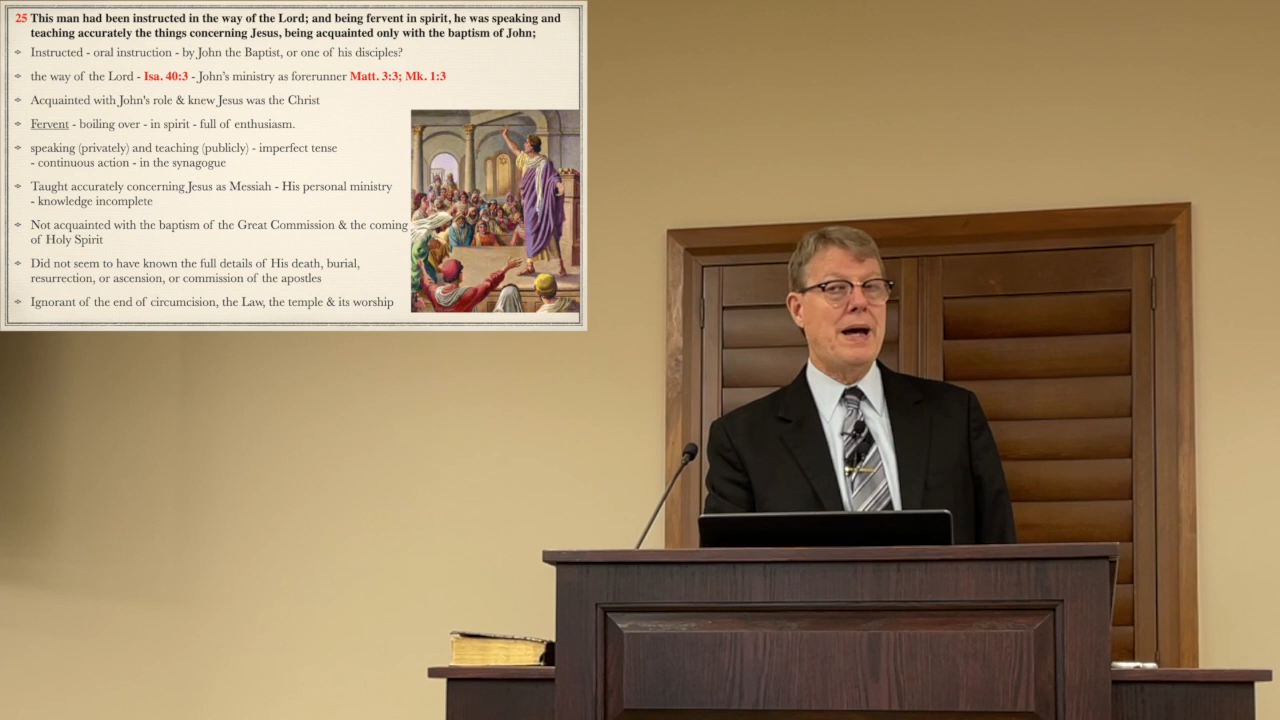 25 This man had been instructed in the way of the Lord; and being fervent in spirit, he was speaking and
teaching accurately the things concerning Jesus, being acquainted only with the baptism of John;
Instructed - oral instruction - by John the Baptist, or one of his disciples?
the way of the Lord - Isa. 40:3 - John's ministry as forerunner Matt. 3:3; Mk. 1:3
Acquainted with John's role & knew Jesus was the Christ
Fervent - boiling over - in spirit - full of enthusiasm.
speaking (privately) and teaching (publicly) - imperfect tense
- continuous action - in the synagogue
Taught accurately concerning Jesus as Messiah - His personal ministry
- knowledge incomplete
Not acquainted with the baptism of the Great Commission & the coming
of Holy Spirit
Did not seem to have known the full details of His death, burial,
resurrection, or ascension, or commission of the apostles
Ignorant of the end of circumcision, the Law, the temple & its worship